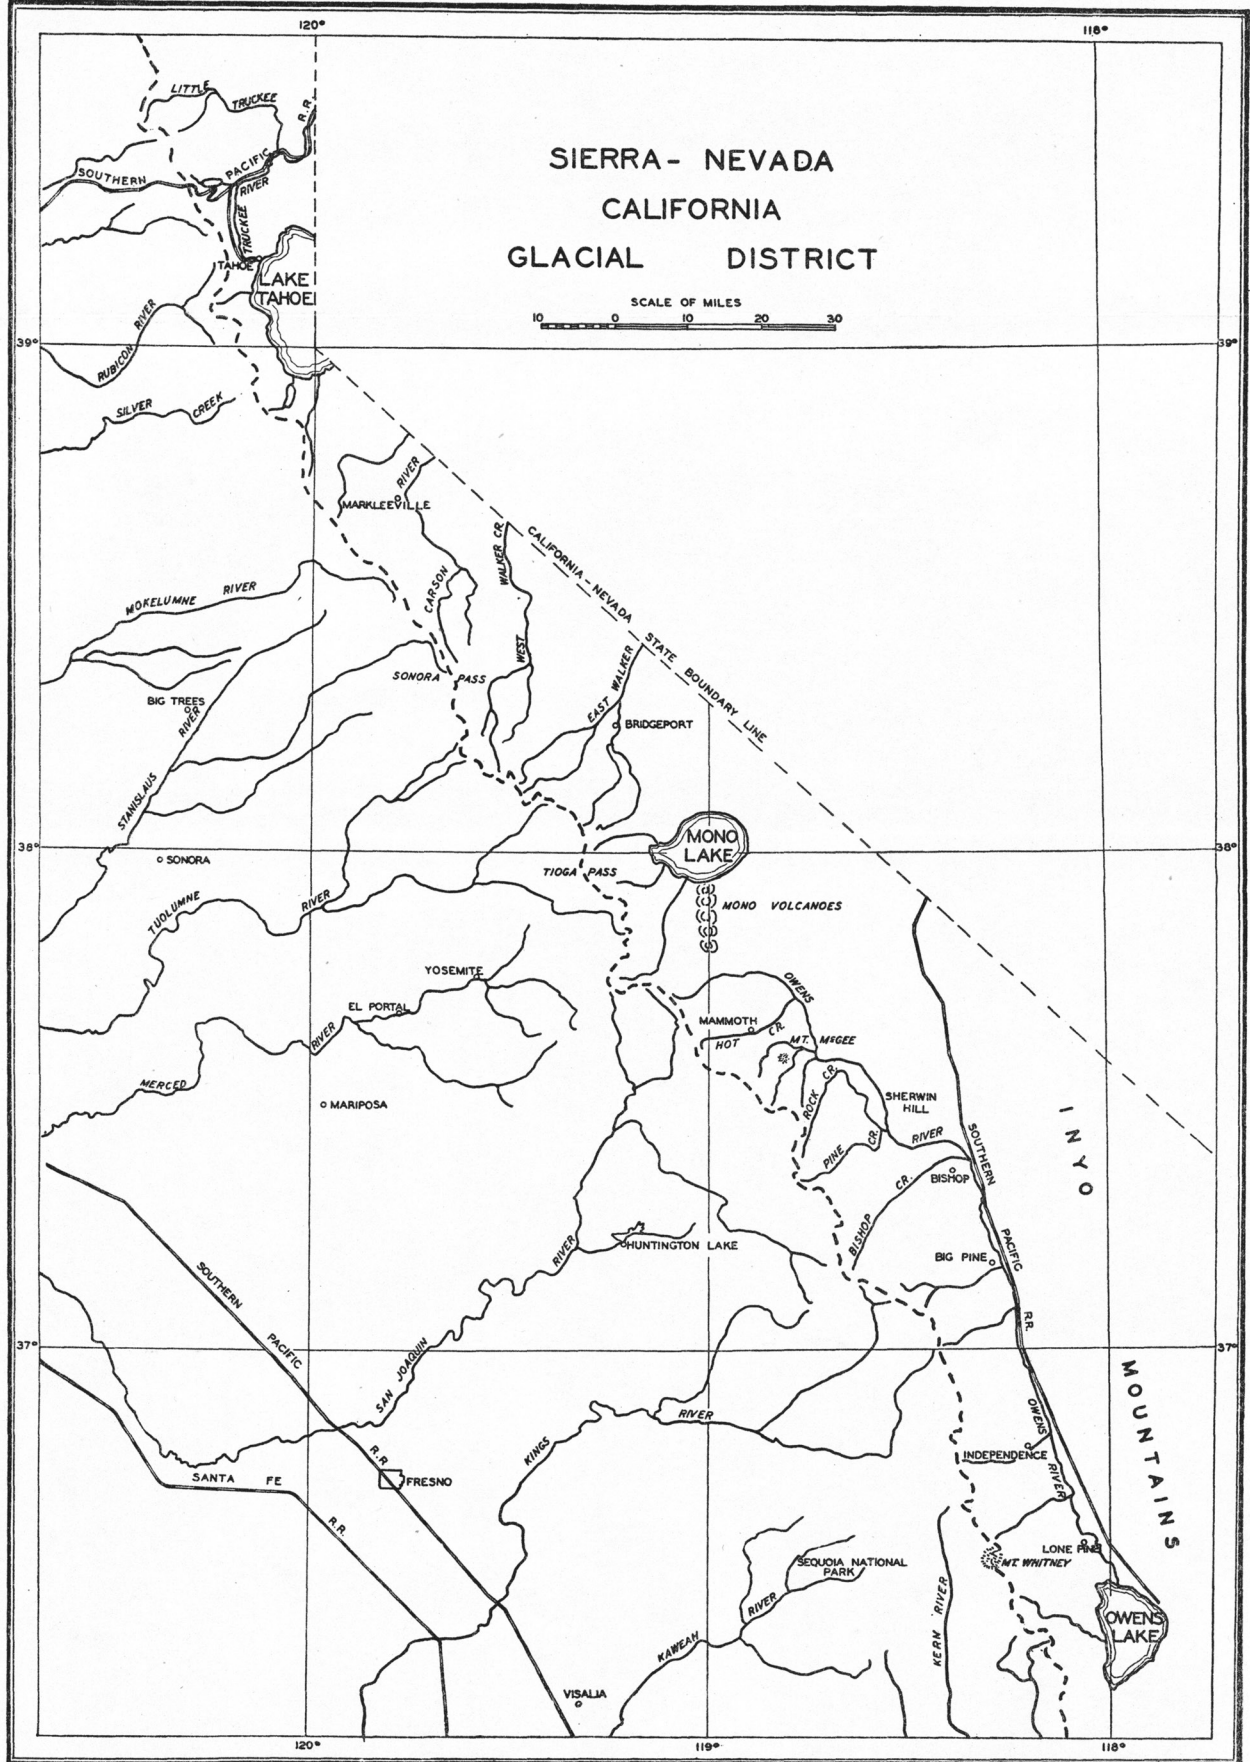 120°
118°
LITTLE
TRUCKEE
R.R.
SOUTHERN
PACIFIC
RIVER
TRUCKEE
TAHOE
LAKE
TAHOE
SIERRA- NEVADA
CALIFORNIA
GLACIAL DISTRICT
SCALE OF MILES
10 0 10 20 30
39°
39°
RUBICON RIVER
SILVER CREEK
RIVER
MARKLEEVILLE
CARSON
WALKER CR.
WEST
CALIFORNIA-NEVADA STATE BOUNDARY LINE
MOKELUMNE RIVER
SONORA PASS
EAST WALKER
BIG TREES
RIVER
STANISLAUS
BRIDGEPORT
38°
38°
MONO
LAKE
SONORA
TIOGA PASS
TUOLUMNE
RIVER
MONO VOLCANOES
YOSEMITE
EL PORTAL
OWENS
MAMMOTH
HOT CR.
MT. McGEE
RIVER
MERCED
MARIPOSA
ROCK CR.
SHERWIN
HILL
PINE CR.
RIVER
SOUTHERN
PACIFIC
R.R.
INYO
MOUNTAINS
BISHOP
BISHOP CR.
HUNTINGTON LAKE
RIVER
BIG PINE
SOUTHERN
PACIFIC
R.R
37°
37°
SAN JOAQUIN
RIVER
KINGS
OWENS
RIVER
INDEPENDENCE
SANTA FE
R.R.
FRESNO
LONE PINE
MT. WHITNEY
SEQUOIA NATIONAL
PARK
RIVER
KAWEAH
KERN RIVER
OWENS
LAKE
VISALIA
120°
119°
118°